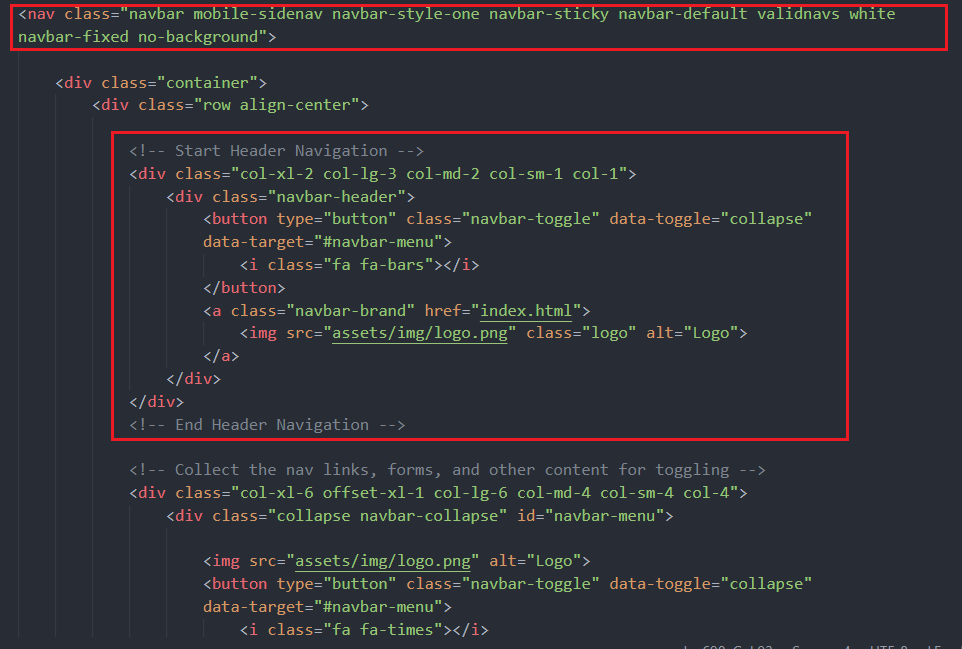 <nav class="navbar mobile-sidenav navbar-style-one navbar-sticky navbar-default validnavs white
navbar-fixed no-background">
<div class="container">
<div class="row align-center">
<!-- Start Header Navigation -->
<div class="col-xl-2 col-lg-3 col-md-2 col-sm-1 col-1">
<div class="navbar-header">
<button type="button" class="navbar-toggle" data-toggle="collapse"
data-target="#navbar-menu">
<i class="fa fa-bars"></i>
</button>
<a class="navbar-brand" href="index.html">
<img src="assets/img/logo.png" class="logo" alt="Logo">
</a>
</div>
</div>
<!-- End Header Navigation -->
<!-- Collect the nav links, forms, and other content for toggling -->
<div class="col-xl-6 offset-xl-1 col-lg-6 col-md-4 col-sm-4 col-4">
<div class="collapse navbar-collapse" id="navbar-menu">
<img src="assets/img/logo.png" alt="Logo">
<button type="button" class="navbar-toggle" data-toggle="collapse"
data-target="#navbar-menu">
<i class="fa fa-times"></i>